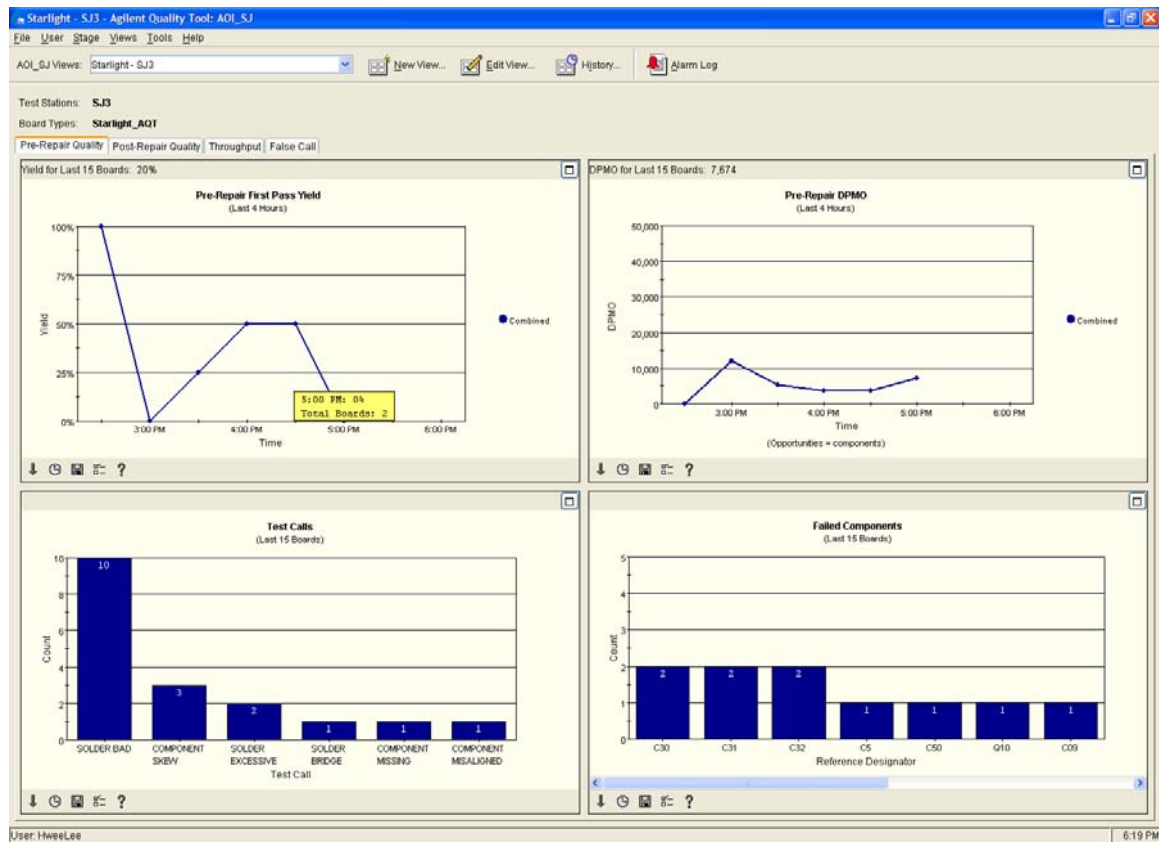 Starlight - SJ3 - Agilent Quality Tool: AOI_SJ
File User Stage Views Tools Help
AOI_SJ Views: Starlight - SJ3 New View... Edit View... History... Alarm Log
Test Stations: SJ3
Board Types: Starlight_AQT
Pre-Repair Quality Post-Repair Quality Throughput False Call
Yield for Last 15 Boards: 20%
Pre-Repair First Pass Yield
(Last 4 Hours)
100%
75%
50%
25%
0%
Yield
Combined
5:00 PM: 0%
Total Boards: 2
3:00 PM 4:00 PM 5:00 PM 6:00 PM
Time
?
DPMO for Last 15 Boards: 7,674
Pre-Repair DPMO
(Last 4 Hours)
50,000
40,000
30,000
20,000
10,000
0
DPMO
Combined
3:00 PM 4:00 PM 5:00 PM 6:00 PM
Time
(Opportunities = components)
?
Test Calls
(Last 15 Boards)
10
8
6
4
2
0
Count
10 3 2 1 1 1
SOLDER BAD COMPONENT SOLDER SOLDER COMPONENT COMPONENT
SKEW EXCESSIVE BRIDGE MISSING MISALIGNED
Test Call
?
Failed Components
(Last 15 Boards)
5
4
3
2
1
0
Count
2 2 2 1 1 1 1
C30 C31 C32 C5 C50 Q10 C09
Reference Designator
?
User: HweeLee 6:19 PM